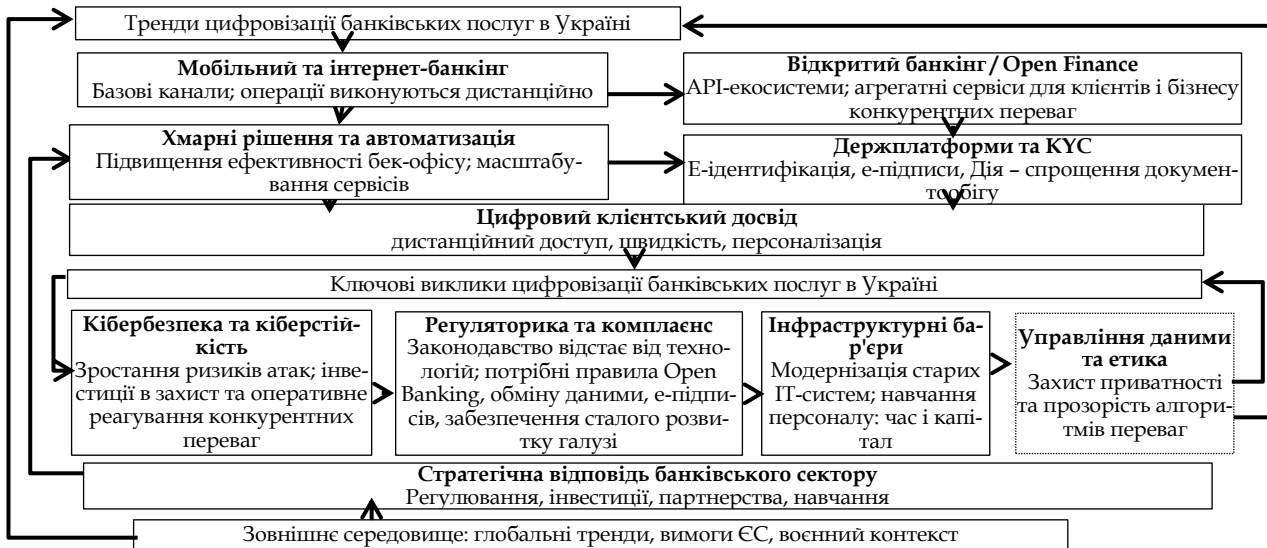 Тренди цифровізації банківських послуг в Україні
Мобільний та інтернет-банкінг
Базові канали; операції виконуються дистанційно
Відкритий банкінг / Open Finance
API-екосистеми; агрегатні сервіси для клієнтів і бізнесу
конкурентних переваг
Хмарні рішення та автоматизація
Підвищення ефективності бек-офісу; масштабу-
вання сервісів
Держплатформи та KYC
Е-ідентифікація, е-підписи, Дія – спрощення докумен-
тообігу
Цифровий клієнтський досвід
дистанційний доступ, швидкість, персоналізація
Ключові виклики цифровізації банківських послуг в Україні
Кібербезпека та кіберстій-
кість
Зростання ризиків атак; інве-
стиції в захист та оперативне
реагування конкурентних
переваг
Регуляторика та комплаєнс
Законодавство відстає від техно-
логій; потрібні правила Open
Banking, обміну даними, е-підпи-
сів, забезпечення сталого розви-
тку галузі
Інфраструктурні ба-
р'єри
Модернізація старих
ІТ-систем; навчання
персоналу: час і капі-
тал
Управління даними
та етика
Захист приватності
та прозорість алгори-
тмів переваг
Стратегічна відповідь банківського сектору
Регулювання, інвестиції, партнерства, навчання
Зовнішнє середовище: глобальні тренди, вимоги ЄС, воєнний контекст